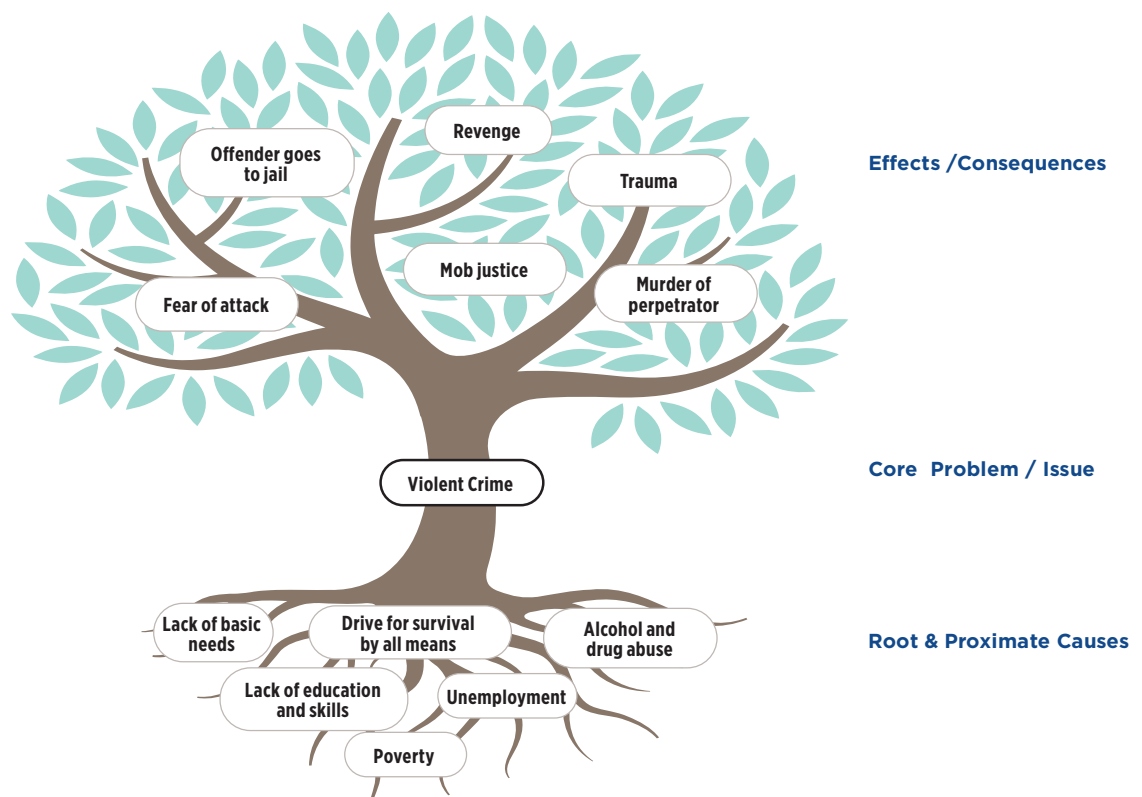 Revenge
Offender goes
to jail
Effects /Consequences
Trauma
Mob justice
Murder of
perpetrator
Fear of attack
Core Problem / Issue
Violent Crime
Lack of basic
needs
Drive for survival
by all means
Alcohol and
drug abuse
Root & Proximate Causes
Lack of education
and skills
Unemployment
Poverty